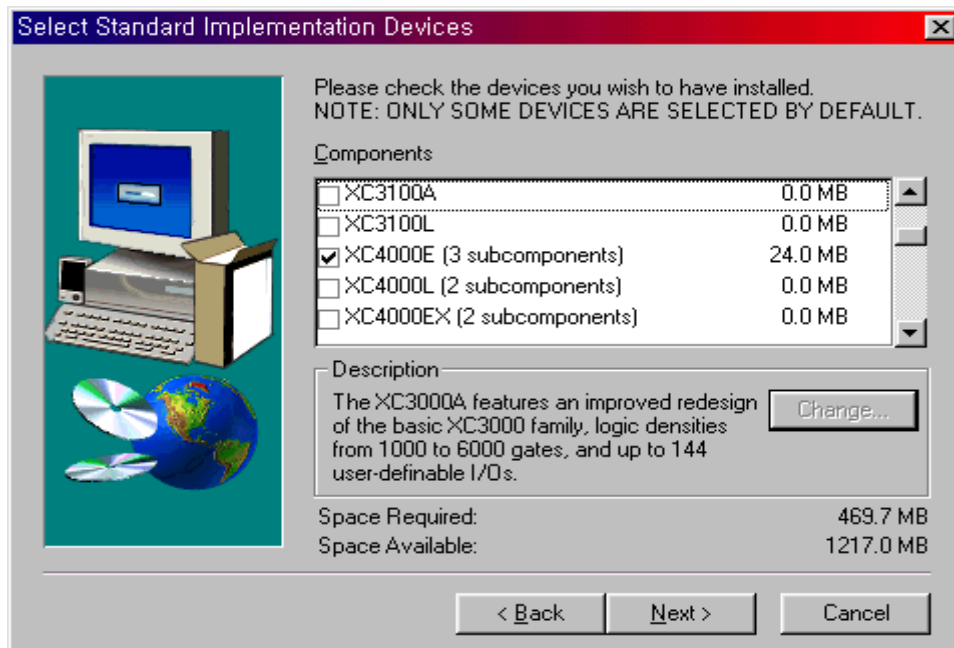 Select Standard Implementation Devices
Please check the devices you wish to have installed.
NOTE: ONLY SOME DEVICES ARE SELECTED BY DEFAULT.
Components
XC3100A 0.0 MB
XC3100L 0.0 MB
XC4000E (3 subcomponents) 24.0 MB
XC4000L (2 subcomponents) 0.0 MB
XC4000EX (2 subcomponents) 0.0 MB
Description
The XC3000A features an improved redesign
of the basic XC3000 family, logic densities
from 1000 to 6000 gates, and up to 144
user-definable I/Os.
Change...
Space Required: 469.7 MB
Space Available: 1217.0 MB
< Back Next > Cancel